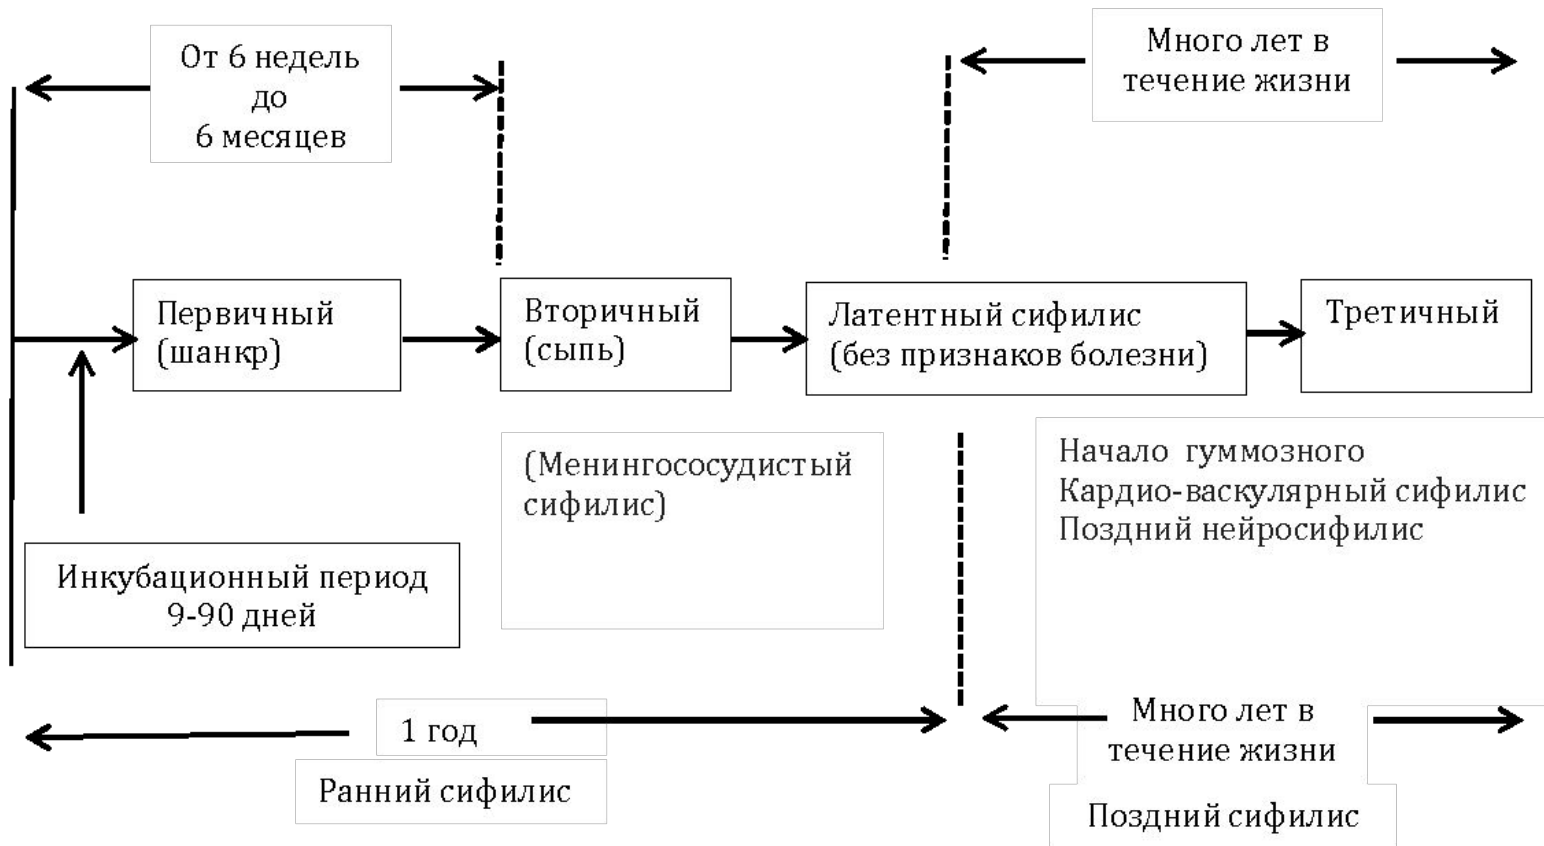 От 6 недель
до
6 месяцев
Много лет в
течение жизни
Первичный
(шанкр)
Вторичный
(сыпь)
Латентный сифилис
(без признаков болезни)
Третичный
(Менингососудистый
сифилис)
Начало гуммозного
Кардио-васкулярный сифилис
Поздний нейросифилис
Инкубационный период
9-90 дней
1 год
Ранний сифилис
Много лет в
течение жизни
Поздний сифилис